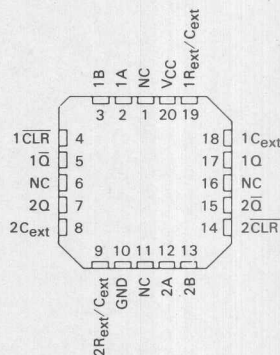 1B
1A
NC
VCC
1Rext/Cext
3
2
1
20
19
1CLR 4
1Q 5
NC 6
2Q 7
2Cext 8
18 1Cext
17 1Q
16 NC
15 2Q
14 2CLR
9
10
11
12
13
2Rext/Cext
GND
NC
2A
2B